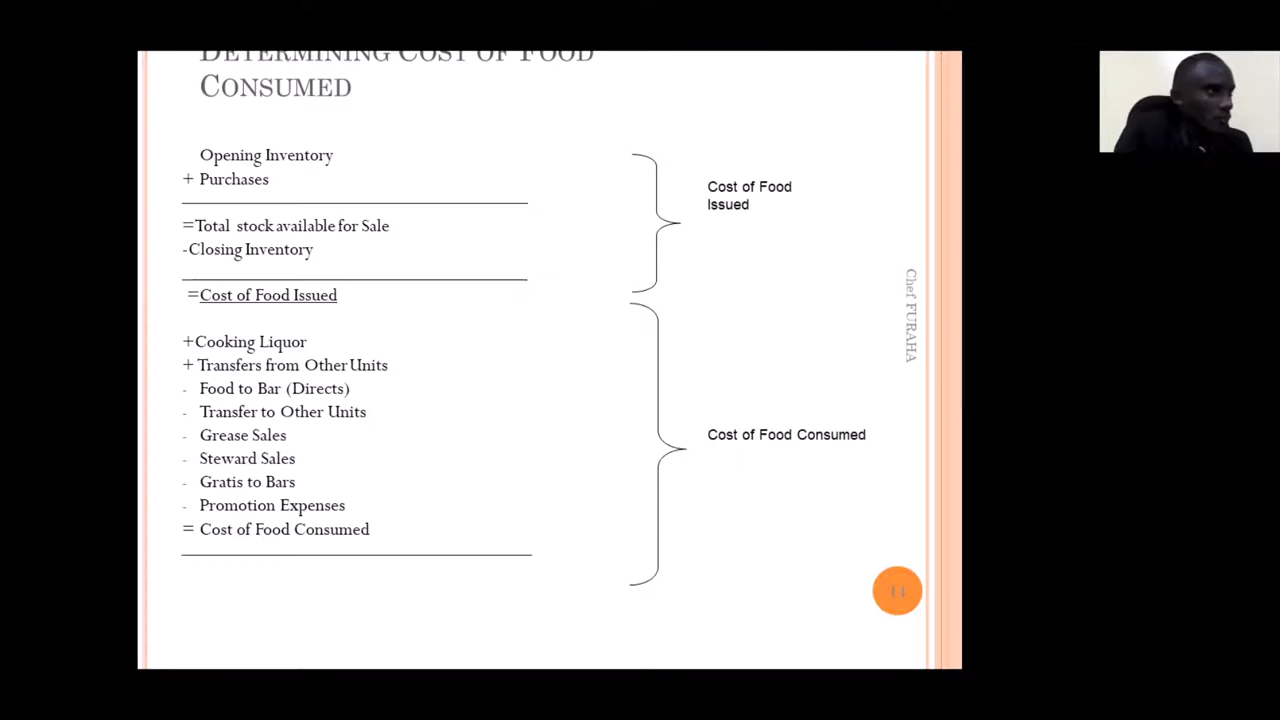 DETERMINING COST OF FOOD
CONSUMED
Opening Inventory
+ Purchases
=Total stock available for Sale
-Closing Inventory
=Cost of Food Issued
+Cooking Liquor
+ Transfers from Other Units
- Food to Bar (Directs)
- Transfer to Other Units
- Grease Sales
- Steward Sales
- Gratis to Bars
- Promotion Expenses
= Cost of Food Consumed
Cost of Food
Issued
Cost of Food Consumed
Chef FURAHA